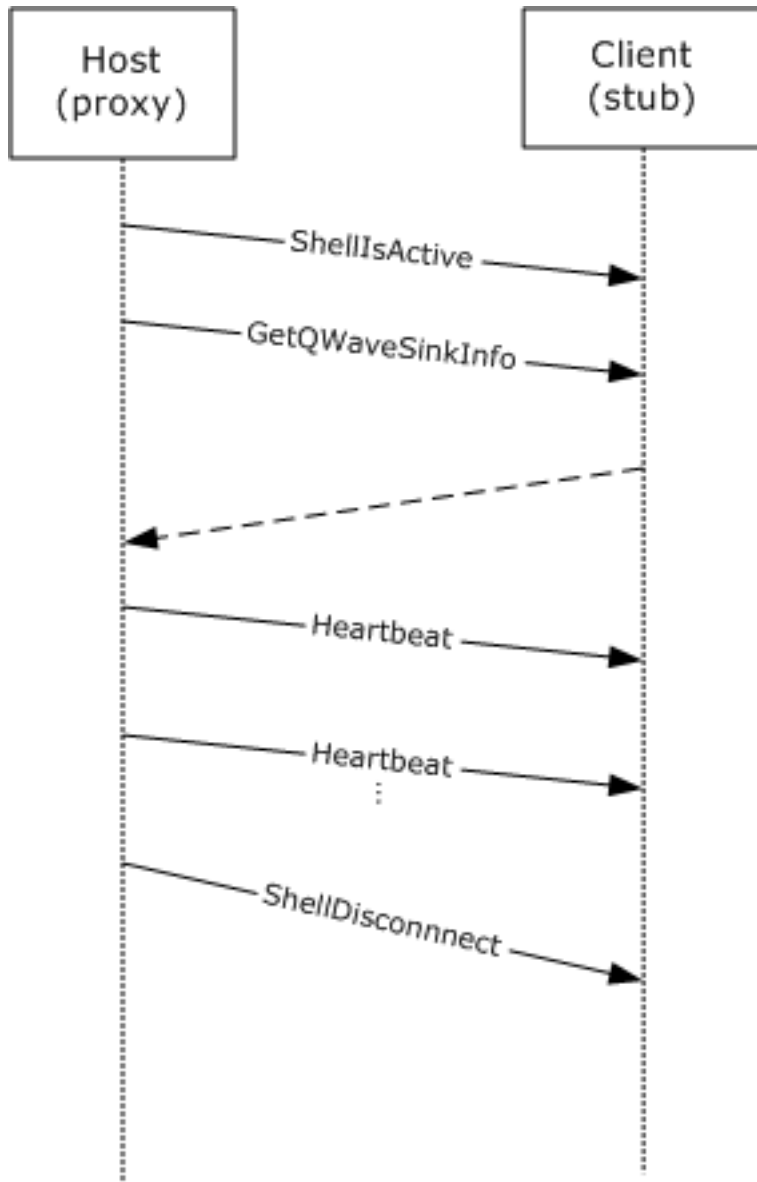 Host
(proxy)
Client
(stub)
ShellIsActive
GetQWaveSinkInfo
Heartbeat
Heartbeat
ShellDisconnnect